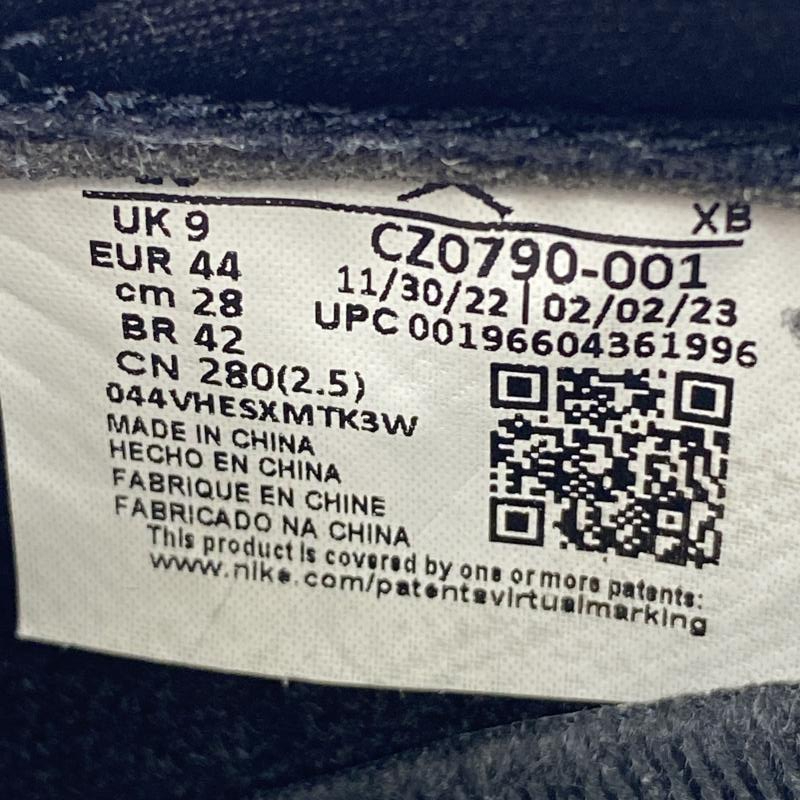 XB
UK 9
EUR 44
cm 28
BR 42
CN 280(2.5)
CZ0790-001
11/30/22 | 02/02/23
UPC 00196604361996
044VHESXMTK3W
MADE IN CHINA
HECHO EN CHINA
FABRIQUE EN CHINE
FABRICADO NA CHINA
This product is covered by one or more patents:
www.nike.com/patentsvirtualmarking